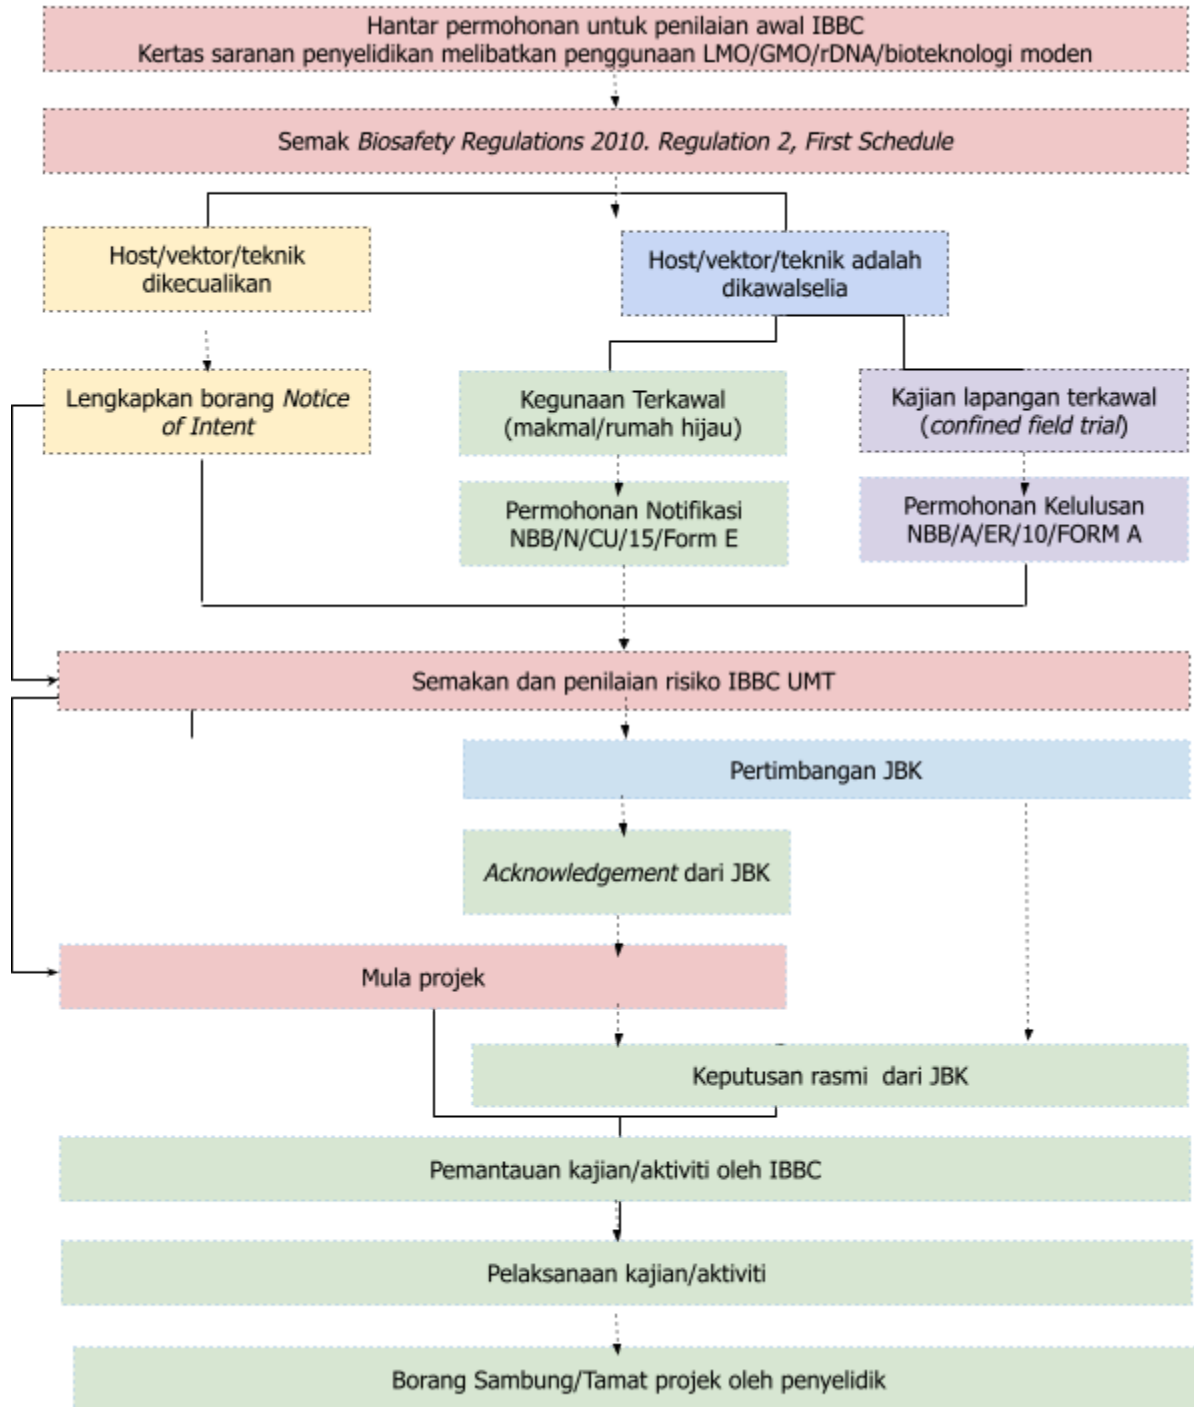 Hantar permohonan untuk penilaian awal IBBC
Kertas saranan penyelidikan melibatkan penggunaan LMO/GMO/rDNA/bioteknologi moden
Semak Biosafety Regulations 2010. Regulation 2, First Schedule
Host/vektor/teknik
dikecualikan
Host/vektor/teknik adalah
dikawalselia
Lengkapkan borang Notice
of Intent
Kegunaan Terkawal
(makmal/rumah hijau)
Kajian lapangan terkawal
(confined field trial)
Permohonan Notifikasi
NBB/N/CU/15/Form E
Permohonan Kelulusan
NBB/A/ER/10/FORM A
Semakan dan penilaian risiko IBBC UMT
Pertimbangan JBK
Acknowledgement dari JBK
Mula projek
Keputusan rasmi dari JBK
Pemantauan kajian/aktiviti oleh IBBC
Pelaksanaan kajian/aktiviti
Borang Sambung/Tamat projek oleh penyelidik